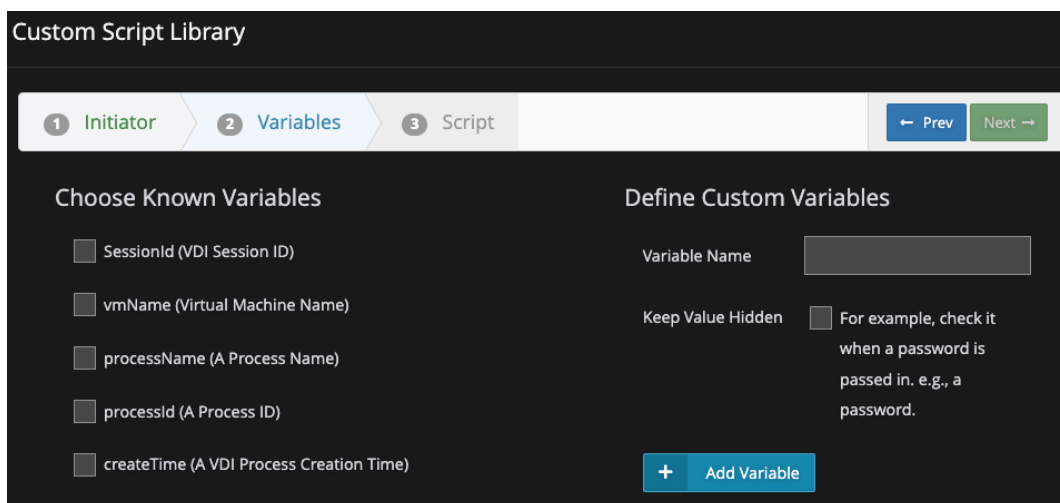 Custom Script Library
1 Initiator
2 Variables
3 Script
← Prev
Next →
Choose Known Variables
SessionId (VDI Session ID)
vmName (Virtual Machine Name)
processName (A Process Name)
processId (A Process ID)
createTime (A VDI Process Creation Time)
Define Custom Variables
Variable Name
Keep Value Hidden
For example, check it
when a password is
passed in. e.g., a
password.
+ Add Variable